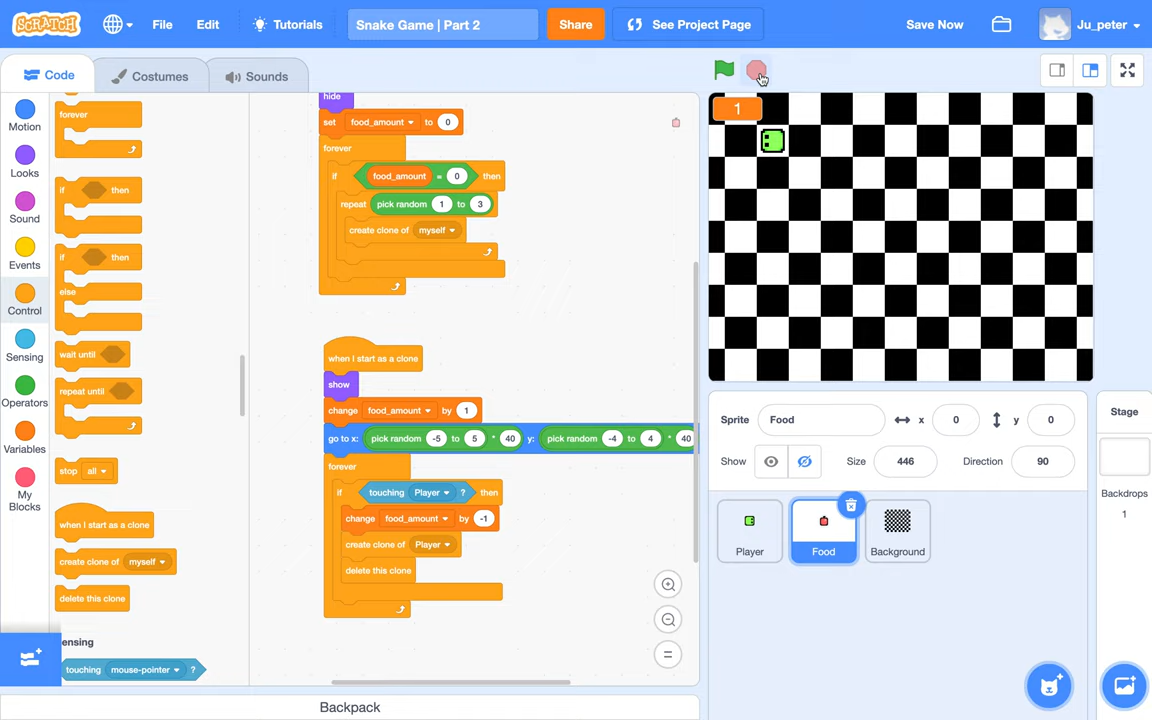 SCRATCH File Edit Tutorials Snake Game | Part 2 Share See Project Page Save Now Ju_peter
Code Costumes Sounds
Motion
Looks
Sound
Events
Control
Sensing
Operators
Variables
My
Blocks
forever
if then
if then
else
wait until
repeat until
stop all
when I start as a clone
create clone of myself
delete this clone
ensing
touching mouse-pointer ?
hide
set food_amount to 0
forever
if food_amount = 0 then
repeat pick random 1 to 3
create clone of myself
when I start as a clone
show
change food_amount by 1
go to x: pick random -5 to 5 * 40 y: pick random -4 to 4 * 40
forever
if touching Player ? then
change food_amount by -1
create clone of Player
delete this clone
Backpack
1
Sprite Food x 0 y 0
Show Size 446 Direction 90
Player Food Background
Stage
Backdrops
1